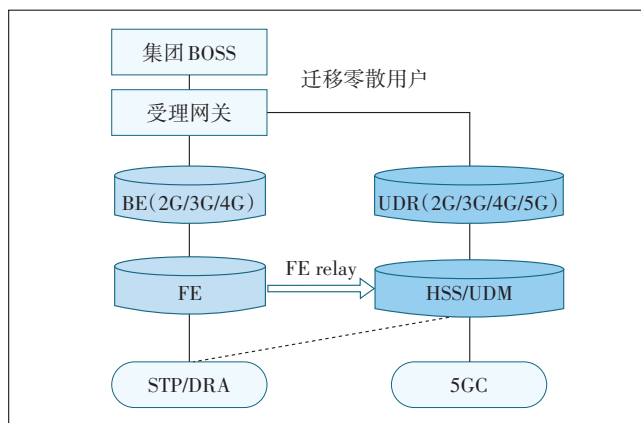 集团BOSS
迁移零散用户
受理网关
BE(2G/3G/4G)
UDR(2G/3G/4G/5G)
FE relay
FE
HSS/UDM
STP/DRA
5GC